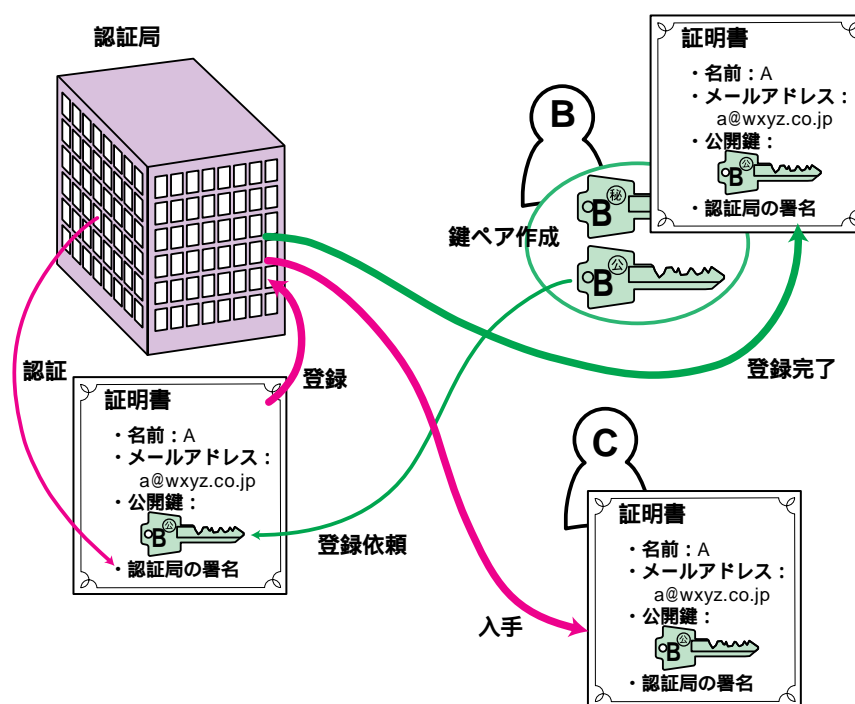 認証局
証明書
・名前：A
・メールアドレス：
a@wxyz.co.jp
・公開鍵：
B 公
・認証局の署名
B
B 秘
鍵ペア作成
B 公
登録完了
認証
登録
証明書
・名前：A
・メールアドレス：
a@wxyz.co.jp
・公開鍵：
B 公
・認証局の署名
登録依頼
入手
C
証明書
・名前：A
・メールアドレス：
a@wxyz.co.jp
・公開鍵：
B 公
・認証局の署名